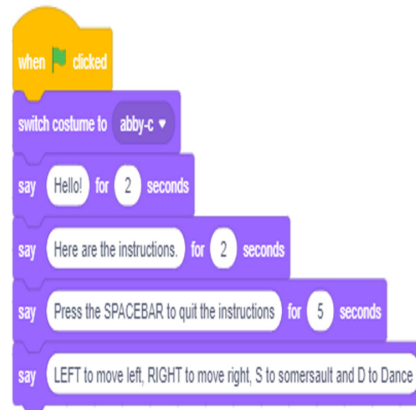 when clicked
switch costume to abby-c
say Hello! for 2 seconds
say Here are the instructions. for 2 seconds
say Press the SPACEBAR to quit the instructions for 5 seconds
say LEFT to move left, RIGHT to move right, S to somersault and D to Dance